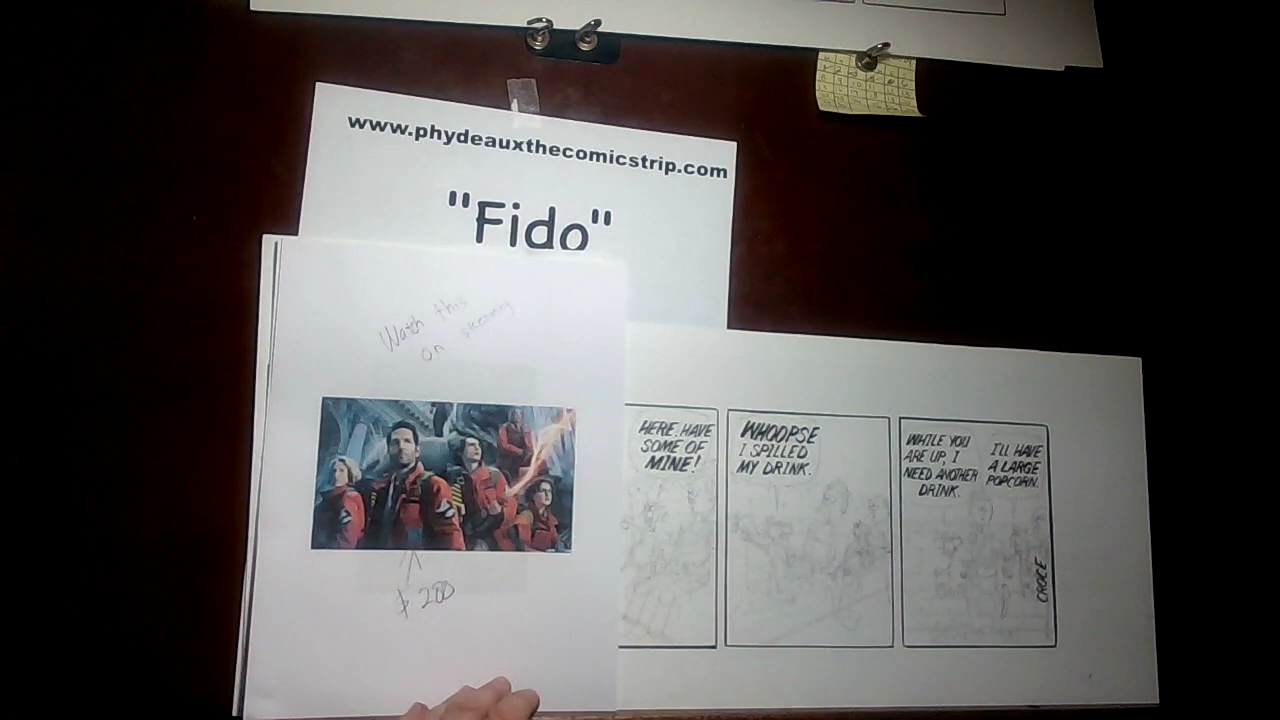 www.phydeauxthecomicstrip.com
"Fido"
Watch this
on
$ 200
HERE, HAVE
SOME OF
MINE!
WHOOPSE
I SPILLED
MY DRINK.
WHILE YOU
ARE UP, I
NEED ANOTHER
DRINK.
I'LL HAVE
A LARGE
POPCORN.
CROCE